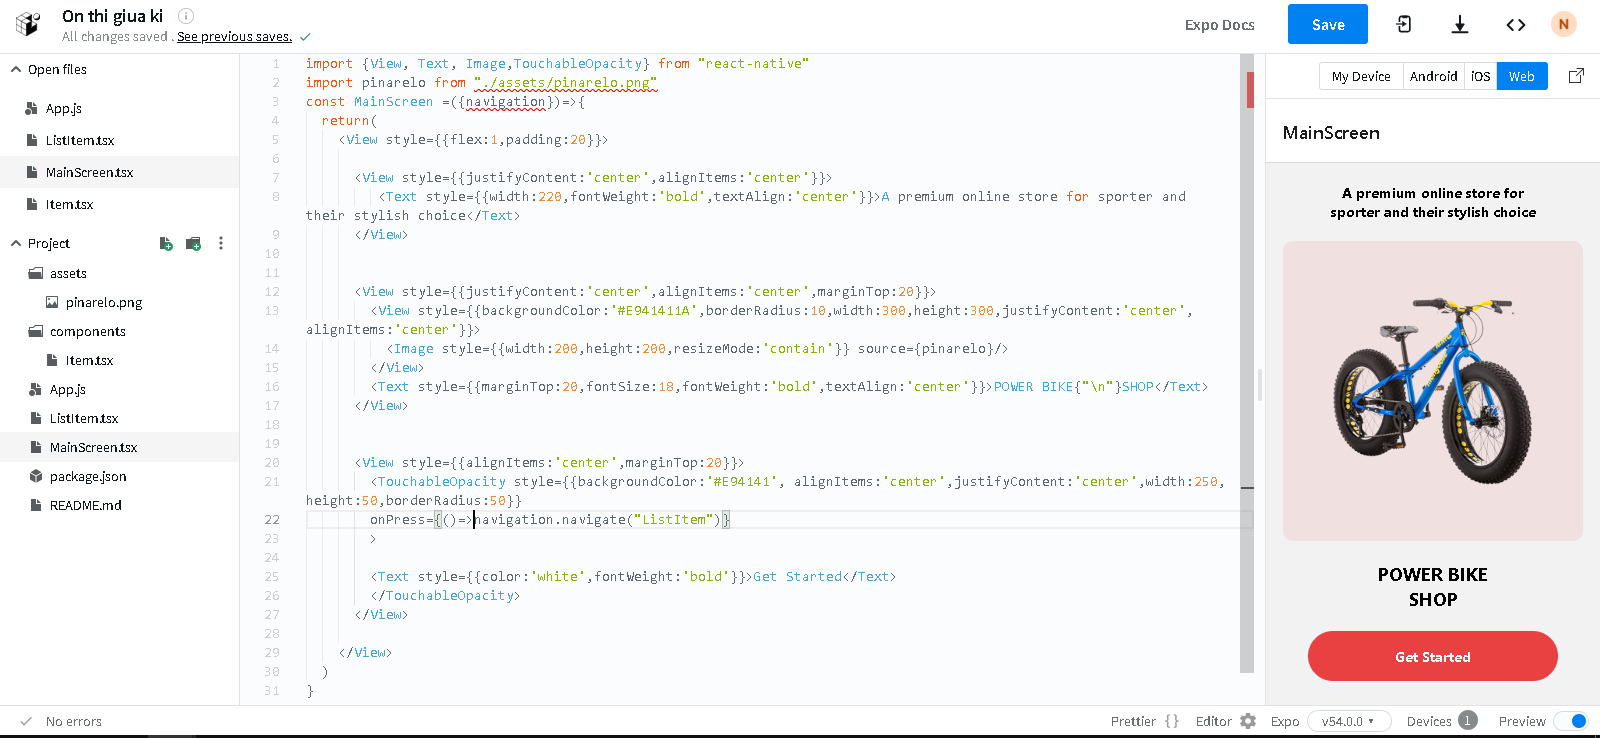 On thi giua ki
All changes saved. See previous saves.
Expo Docs
Save
N
Open files
App.js
ListItem.tsx
MainScreen.tsx
Item.tsx
Project
assets
pinarelo.png
components
Item.tsx
App.js
ListItem.tsx
MainScreen.tsx
package.json
README.md
1 import {View, Text, Image,TouchableOpacity} from "react-native"
2 import pinarelo from "./assets/pinarelo.png"
3 const MainScreen =({navigation})=>{
4 return(
5 <View style={{flex:1,padding:20}}>
6
7 <View style={{justifyContent:'center',alignItems:'center'}}>
8 <Text style={{width:220,fontWeight:'bold',textAlign:'center'}}>A premium online store for sporter and
their stylish choice</Text>
9 </View>
10
11
12 <View style={{justifyContent:'center',alignItems:'center',marginTop:20}}>
13 <View style={{backgroundColor:'#E941411A',borderRadius:10,width:300,height:300,justifyContent:'center',
alignItems:'center'}}>
14 <Image style={{width:200,height:200,resizeMode:'contain'}} source={pinarelo}/>
15 </View>
16 <Text style={{marginTop:20,fontSize:18,fontWeight:'bold',textAlign:'center'}}>POWER BIKE{"\n"}SHOP</Text>
17 </View>
18
19
20 <View style={{alignItems:'center',marginTop:20}}>
21 <TouchableOpacity style={{backgroundColor:'#E94141', alignItems:'center',justifyContent:'center',width:250,
height:50,borderRadius:50}}
22 onPress={()=>navigation.navigate("ListItem")}
23 >
24
25 <Text style={{color:'white',fontWeight:'bold'}}>Get Started</Text>
26 </TouchableOpacity>
27 </View>
28
29 </View>
30 )
31 }
My Device
Android
iOS
Web
MainScreen
A premium online store for
sporter and their stylish choice
POWER BIKE
SHOP
Get Started
No errors
Prettier {}
Editor
Expo
v54.0.0
Devices 1
Preview